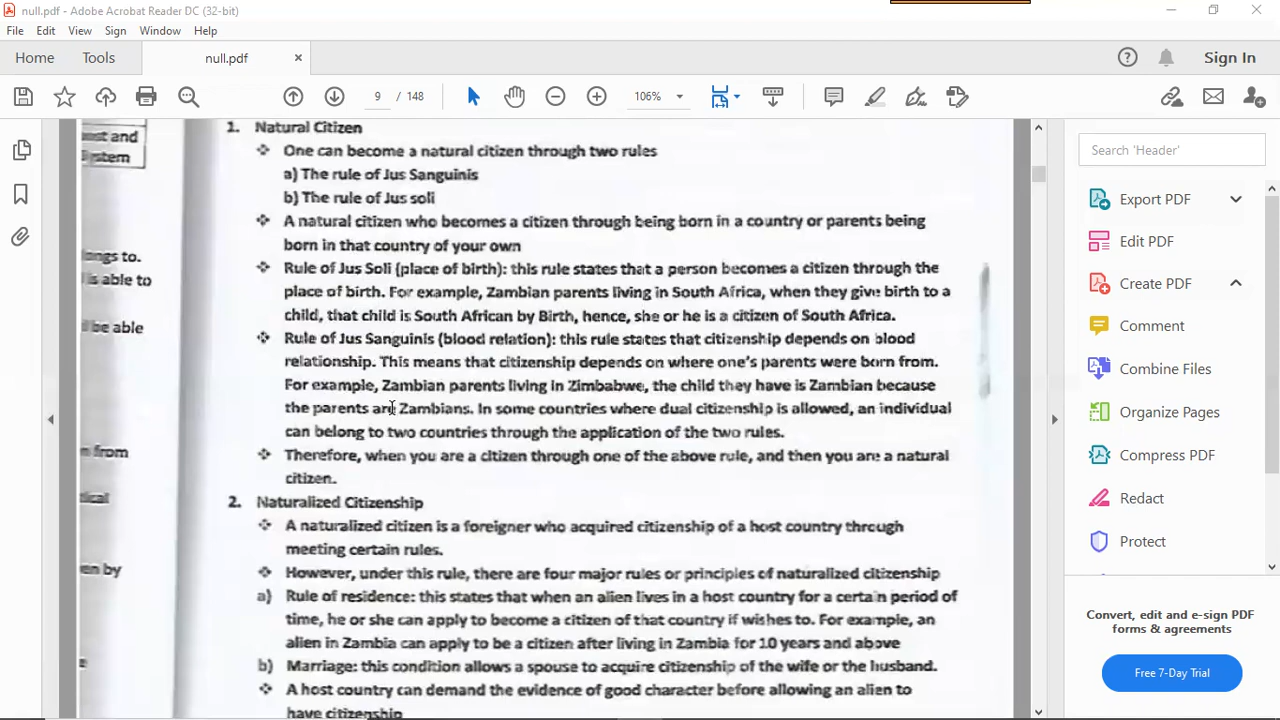 null.pdf - Adobe Acrobat Reader DC (32-bit)
File Edit View Sign Window Help
Home Tools null.pdf × Sign In
9 / 148 106%
1. Natural Citizen
❖ One can become a natural citizen through two rules
a) The rule of Jus Sanguinis
b) The rule of Jus soli
❖ A natural citizen who becomes a citizen through being born in a country or parents being
born in that country of your own
❖ Rule of Jus Soli (place of birth): this rule states that a person becomes a citizen through the
place of birth. For example, Zambian parents living in South Africa, when they give birth to a
child, that child is South African by Birth, hence, she or he is a citizen of South Africa.
❖ Rule of Jus Sanguinis (blood relation): this rule states that citizenship depends on blood
relationship. This means that citizenship depends on where one's parents were born from.
For example, Zambian parents living in Zimbabwe, the child they have is Zambian because
the parents are Zambians. In some countries where dual citizenship is allowed, an individual
can belong to two countries through the application of the two rules.
❖ Therefore, when you are a citizen through one of the above rule, and then you are a natural
citizen.
2. Naturalized Citizenship
❖ A naturalized citizen is a foreigner who acquired citizenship of a host country through
meeting certain rules.
❖ However, under this rule, there are four major rules or principles of naturalized citizenship
a) Rule of residence: this states that when an alien lives in a host country for a certain period of
time, he or she can apply to become a citizen of that country if wishes to. For example, an
alien in Zambia can apply to be a citizen after living in Zambia for 10 years and above
b) Marriage: this condition allows a spouse to acquire citizenship of the wife or the husband.
❖ A host country can demand the evidence of good character before allowing an alien to
have citizenship
and
ongs to.
is able to
be able
from
tical
en by
Search 'Header'
Export PDF
Edit PDF
Create PDF
Comment
Combine Files
Organize Pages
Compress PDF
Redact
Protect
Convert, edit and e-sign PDF
forms & agreements
Free 7-Day Trial